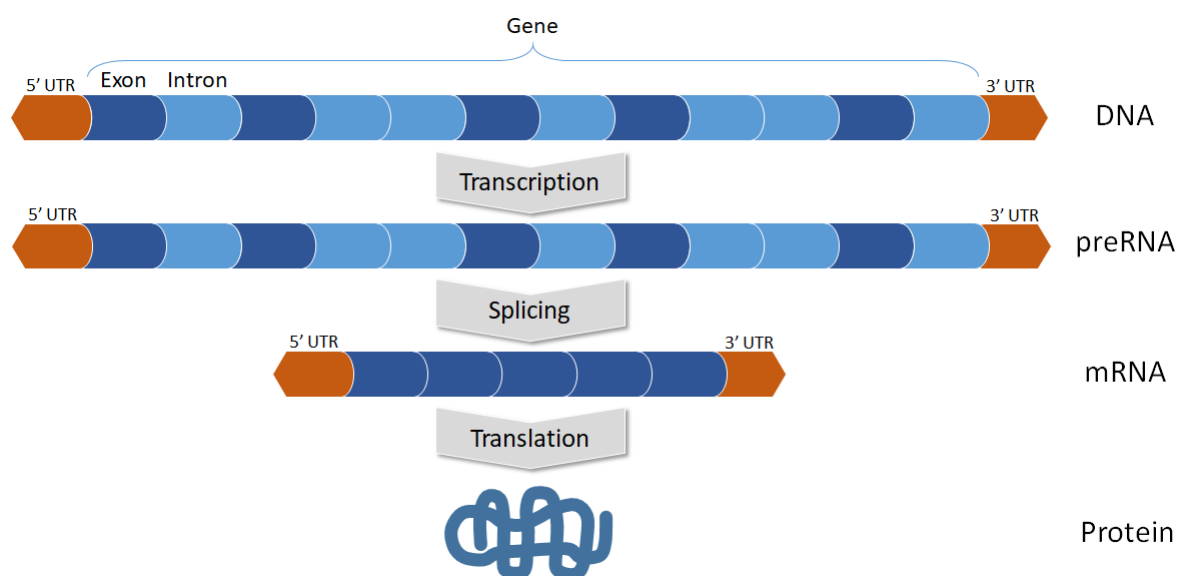 Gene
5’ UTR
Exon
Intron
3’ UTR
DNA
Transcription
5’ UTR
3’ UTR
preRNA
Splicing
5’ UTR
3’ UTR
mRNA
Translation
Protein